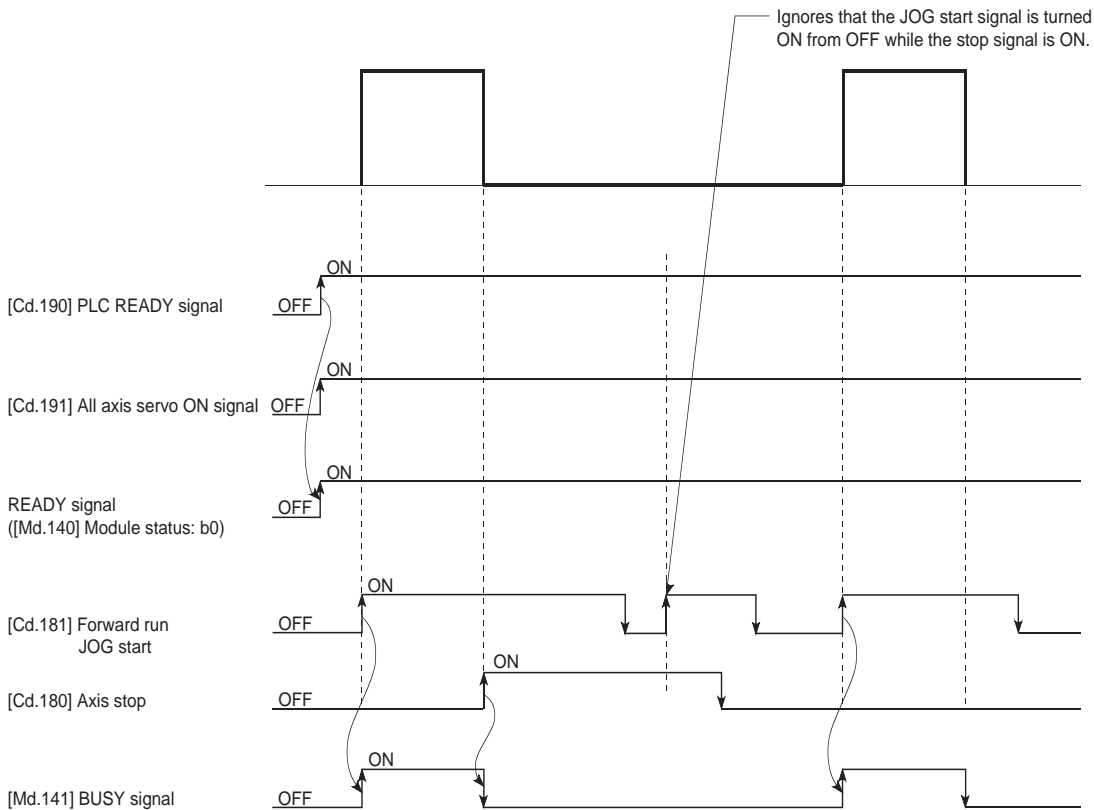 Ignores that the JOG start signal is turned
ON from OFF while the stop signal is ON.
ON
[Cd.190] PLC READY signal
OFF
ON
[Cd.191] All axis servo ON signal
OFF
ON
READY signal
OFF
([Md.140] Module status: b0)
ON
[Cd.181] Forward run
OFF
JOG start
ON
[Cd.180] Axis stop
OFF
ON
[Md.141] BUSY signal
OFF